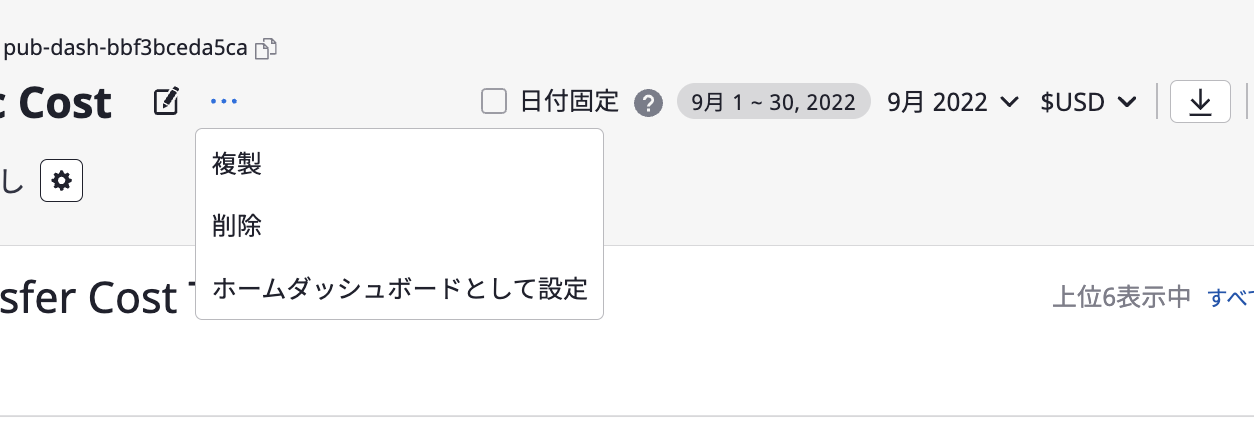 pub-dash-bbf3bceda5ca
Cost ... 日付固定 ? 9月 1 ~ 30, 2022 9月 2022 $USD
複製
し
削除
ホームダッシュボードとして設定
sfer Cost 上位6表示中 すべ